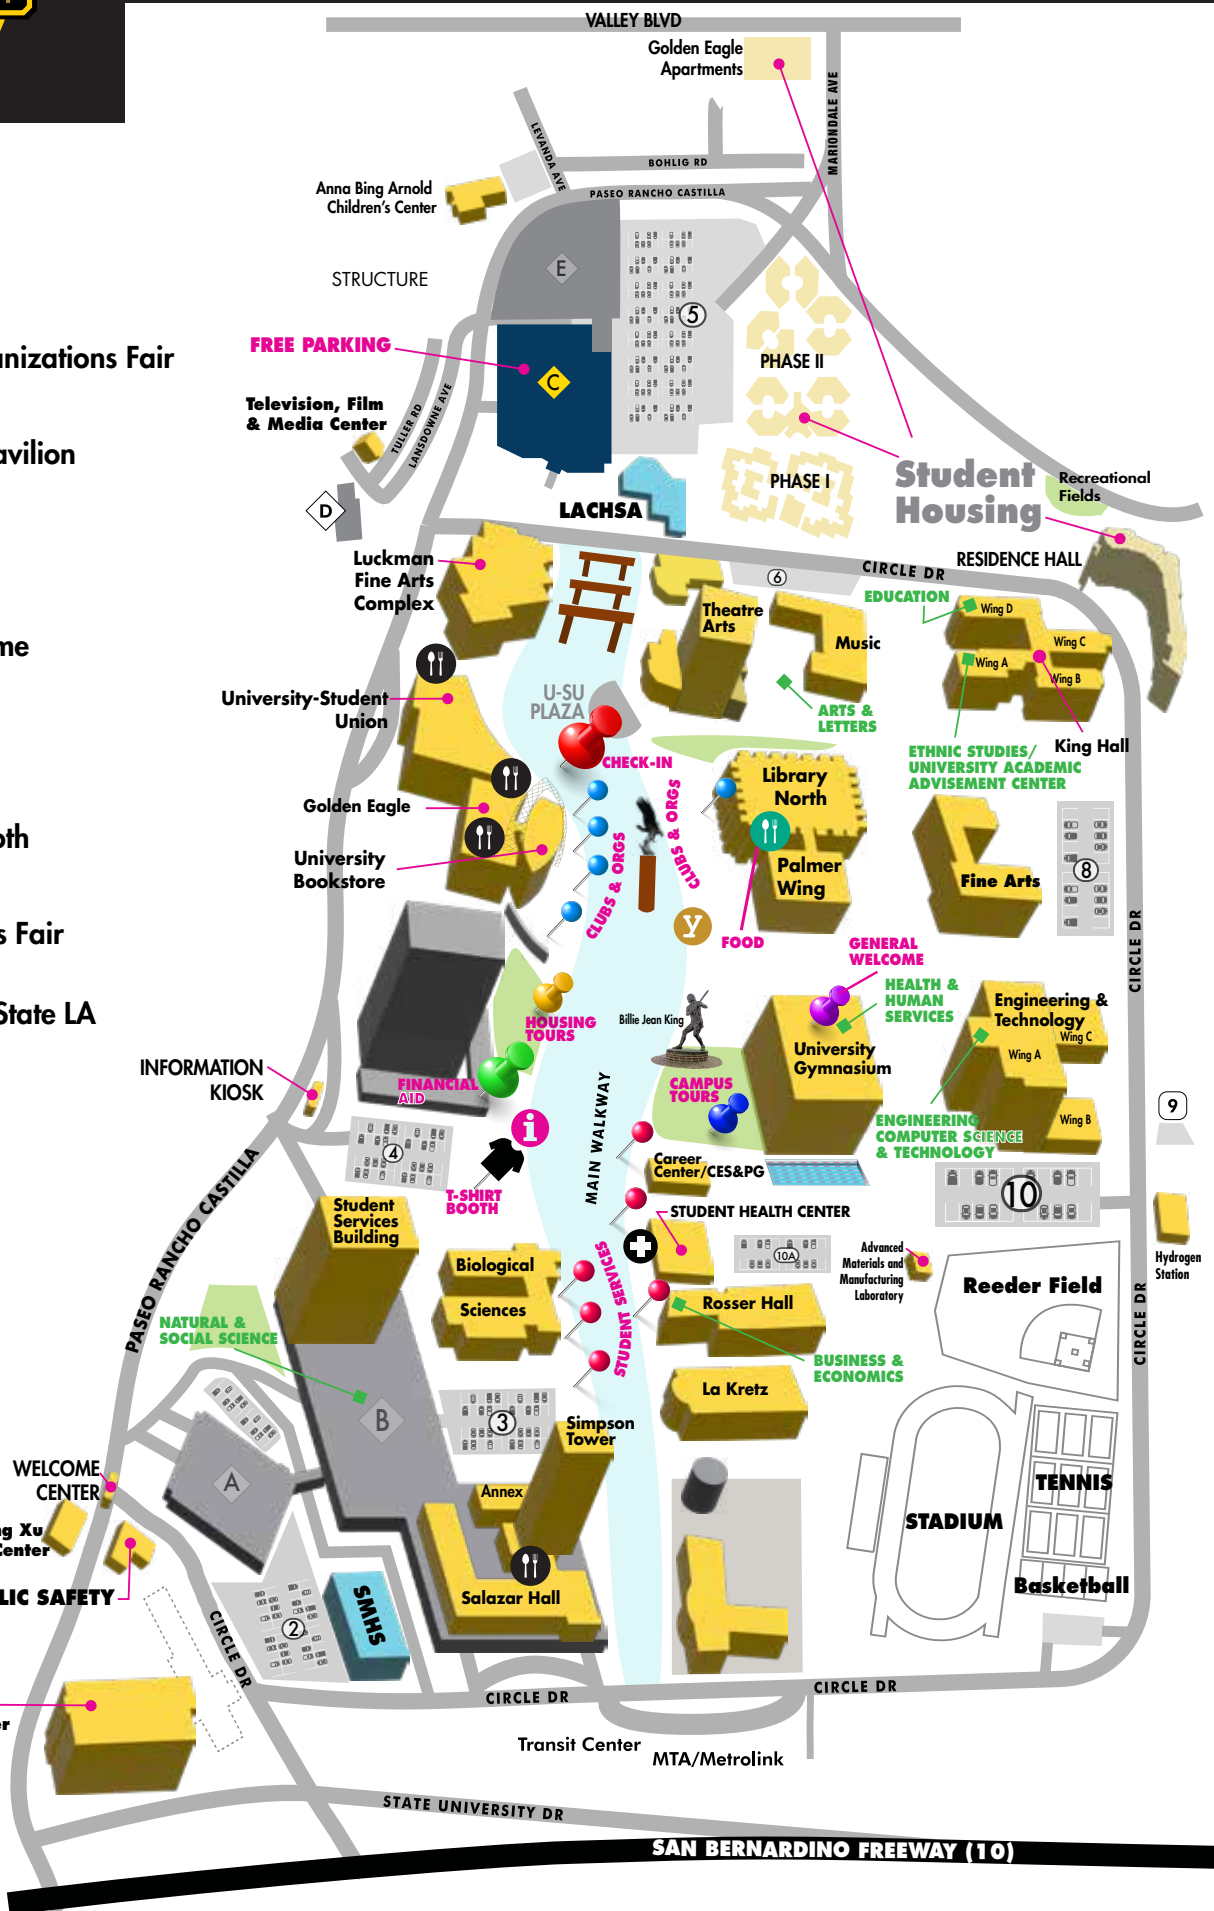 VALLEY BLVD
Golden Eagle
Apartments
MARIONDALE AVE
LEVANDA AVE
BOHLIG RD
PASEO RANCHO CASTILLA
Anna Bing Arnold
Children's Center
STRUCTURE
E
5
anizations Fair
FREE PARKING
C
PHASE II
Television, Film
& Media Center
TULLER RD
LANSDOWNE AVE
avilion
PHASE I
Student
Housing
Recreational
Fields
D
LACHSA
Luckman
Fine Arts
Complex
CIRCLE DR
RESIDENCE HALL
6
EDUCATION
Wing D
Wing C
Wing A
Wing B
Theatre
Arts
Music
me
University-Student
Union
U-SU
PLAZA
ARTS &
LETTERS
ETHNIC STUDIES/
UNIVERSITY ACADEMIC
ADVISEMENT CENTER
King Hall
CHECK-IN
Library
North
Golden Eagle
CLUBS & ORGS
CLUBS & ORGS
oth
University
Bookstore
Palmer
Wing
Fine Arts
8
s Fair
y
FOOD
GENERAL
WELCOME
CIRCLE DR
HEALTH &
HUMAN
SERVICES
State LA
HOUSING
TOURS
Billie Jean King
Engineering &
Technology
Wing C
Wing A
Wing B
University
Gymnasium
INFORMATION
KIOSK
FINANCIAL
AID
CAMPUS
TOURS
9
i
ENGINEERING
COMPUTER SCIENCE
& TECHNOLOGY
MAIN WALKWAY
4
Career
Center/CES&PG
T-SHIRT
BOOTH
10
PASEO RANCHO CASTILLA
Student
Services
Building
STUDENT HEALTH CENTER
Biological
Sciences
10A
Advanced
Materials and
Manufacturing
Laboratory
Hydrogen
Station
Reeder Field
STUDENT SERVICES
Rosser Hall
NATURAL &
SOCIAL SCIENCE
BUSINESS &
ECONOMICS
CIRCLE DR
La Kretz
B
3
Simpson
Tower
A
WELCOME
CENTER
Annex
TENNIS
STADIUM
ng Xu
Center
LIC SAFETY
Salazar Hall
SMHS
2
Basketball
CIRCLE DR
CIRCLE DR
CIRCLE DR
er
Transit Center
MTA/Metrolink
STATE UNIVERSITY DR
SAN BERNARDINO FREEWAY (10)